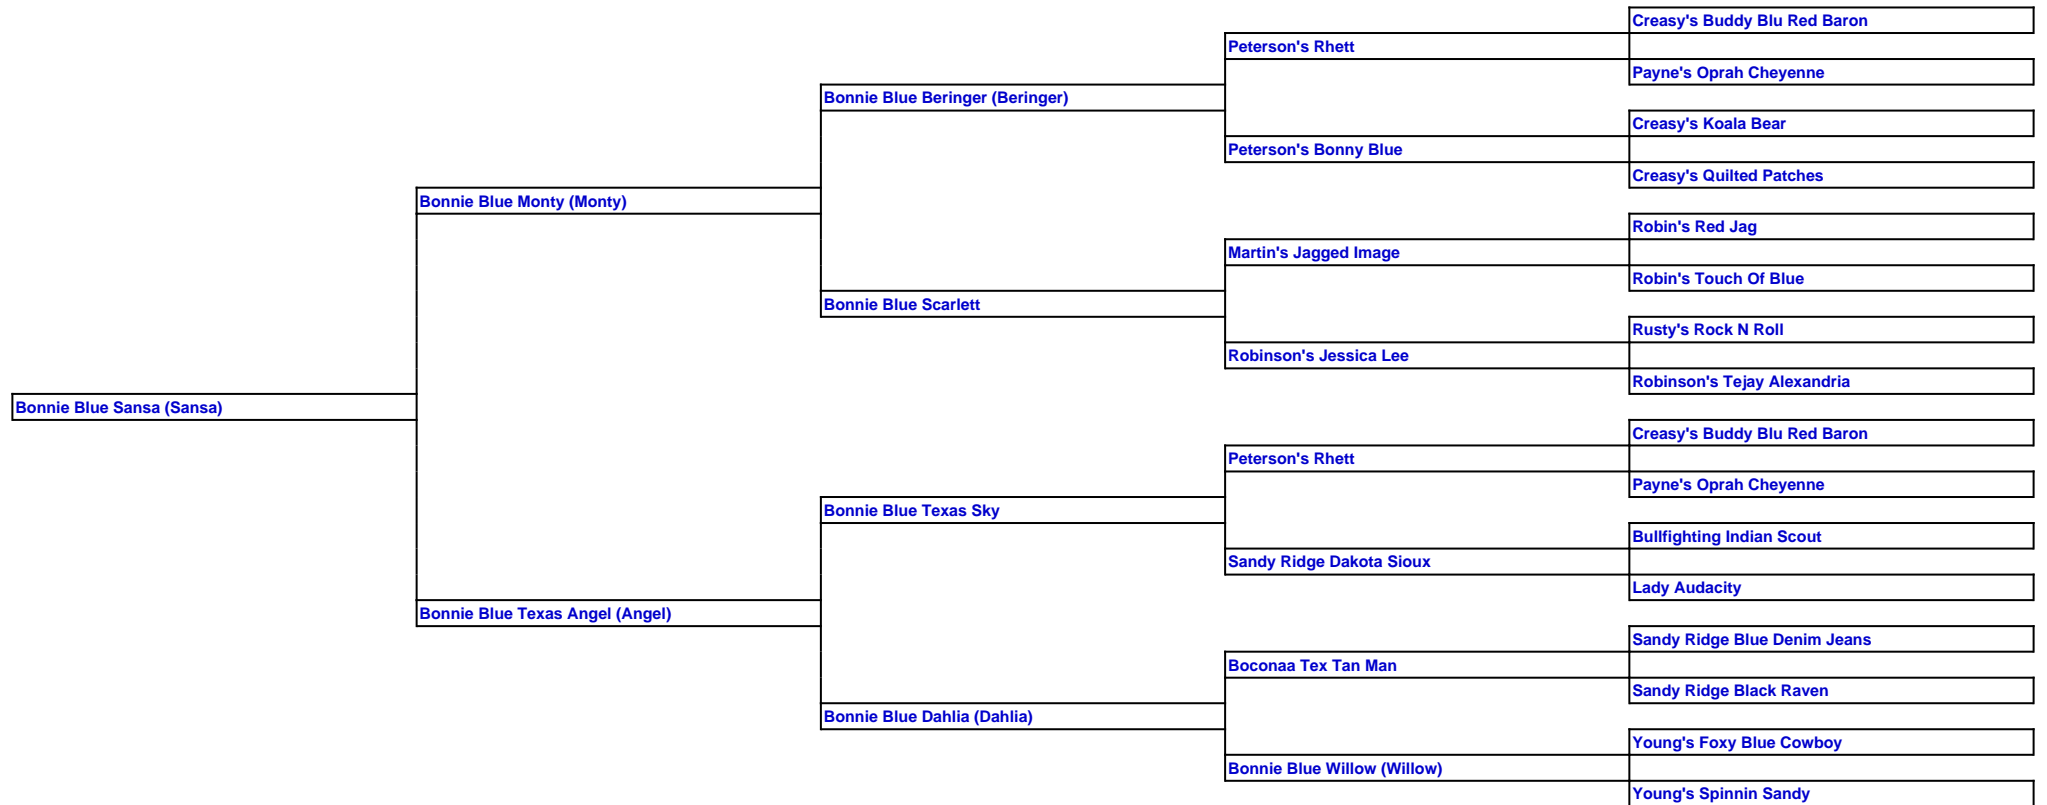 Creasy's Buddy Blu Red Baron
Peterson's Rhett
Payne's Oprah Cheyenne
Bonnie Blue Beringer (Beringer)
Creasy's Koala Bear
Peterson's Bonny Blue
Creasy's Quilted Patches
Bonnie Blue Monty (Monty)
Robin's Red Jag
Martin's Jagged Image
Robin's Touch Of Blue
Bonnie Blue Scarlett
Rusty's Rock N Roll
Robinson's Jessica Lee
Robinson's Tejay Alexandria
Bonnie Blue Sansa (Sansa)
Creasy's Buddy Blu Red Baron
Peterson's Rhett
Payne's Oprah Cheyenne
Bonnie Blue Texas Sky
Bullfighting Indian Scout
Sandy Ridge Dakota Sioux
Lady Audacity
Bonnie Blue Texas Angel (Angel)
Sandy Ridge Blue Denim Jeans
Boconaa Tex Tan Man
Sandy Ridge Black Raven
Bonnie Blue Dahlia (Dahlia)
Young's Foxy Blue Cowboy
Bonnie Blue Willow (Willow)
Young's Spinnin Sandy